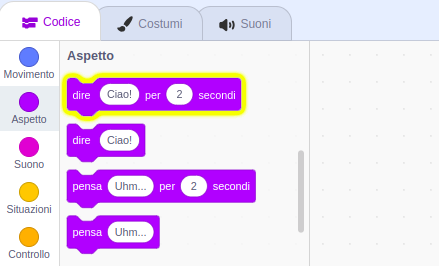 Codice Costumi Suoni
Aspetto
Movimento
dire Ciao! per 2 secondi
Aspetto
dire Ciao!
Suono
pensa Uhm... per 2 secondi
Situazioni
pensa Uhm...
Controllo